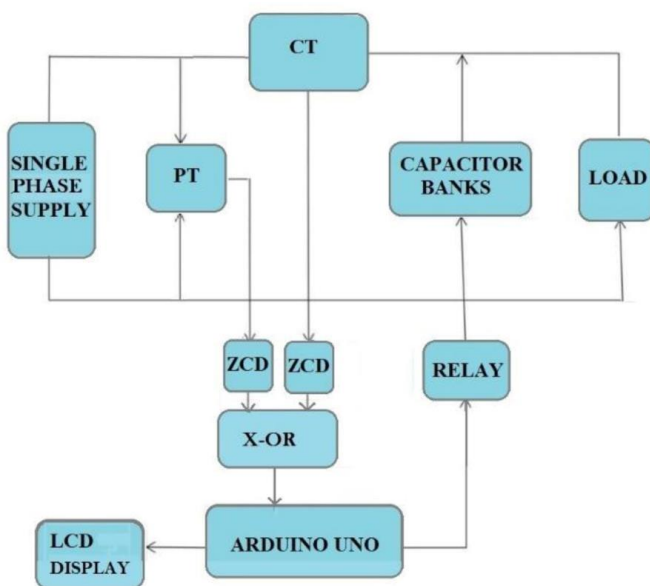 CT
SINGLE
PHASE
SUPPLY
PT
CAPACITOR
BANKS
LOAD
ZCD
ZCD
RELAY
X-OR
LCD
DISPLAY
ARDUINO UNO